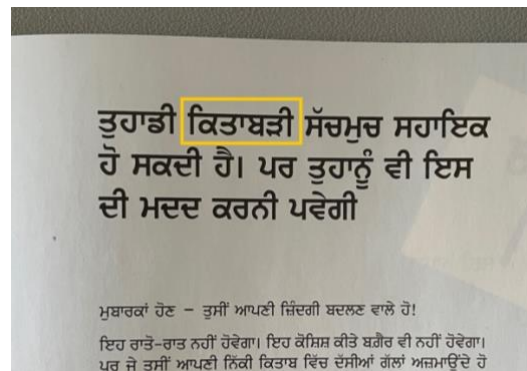 ਤੁਹਾਡੀ ਕਿਤਾਬੜੀ ਸੱਚਮੁਚ ਸਹਾਇਕ
ਹੋ ਸਕਦੀ ਹੈ। ਪਰ ਤੁਹਾਨੂੰ ਵੀ ਇਸ
ਦੀ ਮਦਦ ਕਰਨੀ ਪਵੇਗੀ
ਮੁਬਾਰਕਾਂ ਹੋਣ – ਤੁਸੀਂ ਆਪਣੀ ਜ਼ਿੰਦਗੀ ਬਦਲਣ ਵਾਲੇ ਹੋ!
ਇਹ ਰਾਤੋ-ਰਾਤ ਨਹੀਂ ਹੋਵੇਗਾ। ਇਹ ਕੋਸ਼ਿਸ਼ ਕੀਤੇ ਬਗ਼ੈਰ ਵੀ ਨਹੀਂ ਹੋਵੇਗਾ।
ਪਰ ਜੇ ਤੁਸੀਂ ਆਪਣੀ ਨਿੱਕੀ ਕਿਤਾਬ ਵਿੱਚ ਦੱਸੀਆਂ ਗੱਲਾਂ ਅਜ਼ਮਾਉਂਦੇ ਹੋ